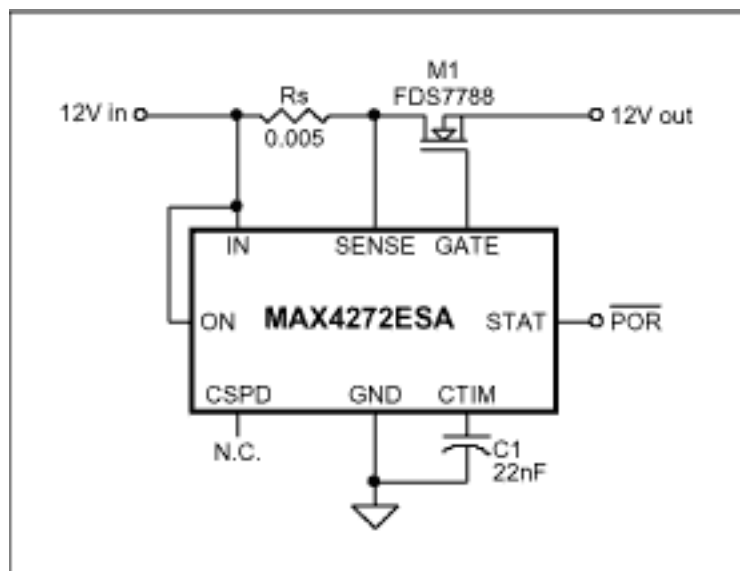 M1
FDS7788
12V in
Rs
0.005
12V out
IN
SENSE
GATE
ON
MAX4272ESA
STAT
POR
CSPD
GND
CTIM
N.C.
C1
22nF